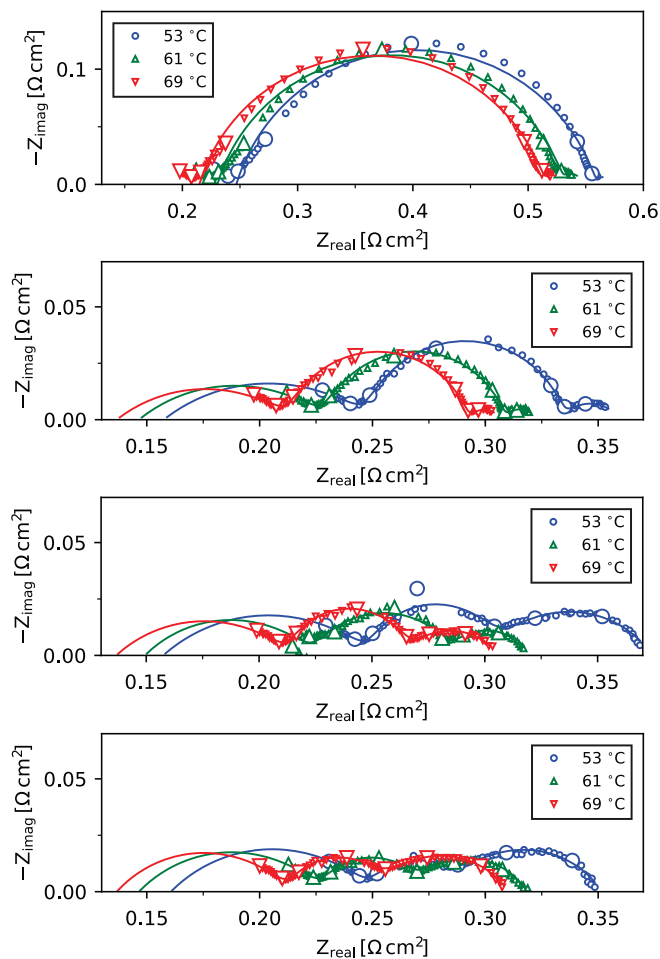 0.1
0.0
−Z_imag [Ω cm²]
53 °C
61 °C
69 °C
0.2 0.3 0.4 0.5 0.6
Z_real [Ω cm²]
0.05
0.00
−Z_imag [Ω cm²]
53 °C
61 °C
69 °C
0.15 0.20 0.25 0.30 0.35
Z_real [Ω cm²]
0.05
0.00
−Z_imag [Ω cm²]
53 °C
61 °C
69 °C
0.15 0.20 0.25 0.30 0.35
Z_real [Ω cm²]
0.05
0.00
−Z_imag [Ω cm²]
53 °C
61 °C
69 °C
0.15 0.20 0.25 0.30 0.35
Z_real [Ω cm²]